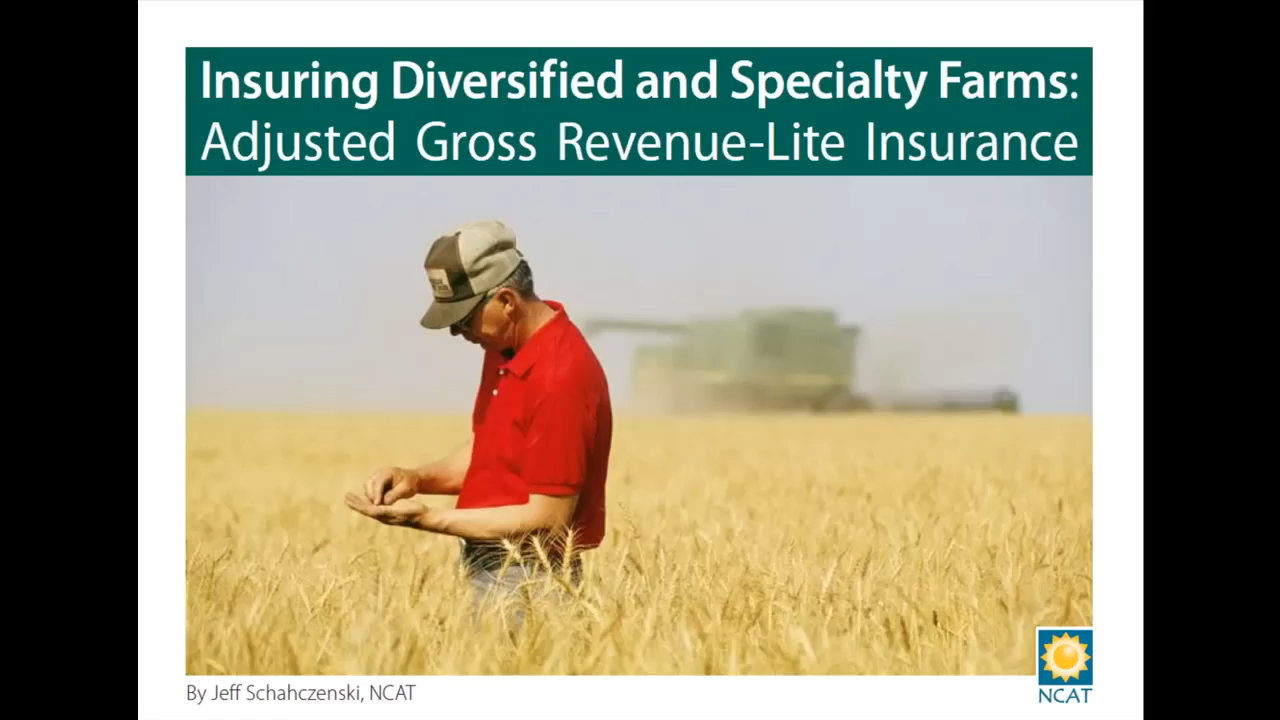 Insuring Diversified and Specialty Farms:
Adjusted Gross Revenue-Lite Insurance
By Jeff Schahczenski, NCAT
NCAT